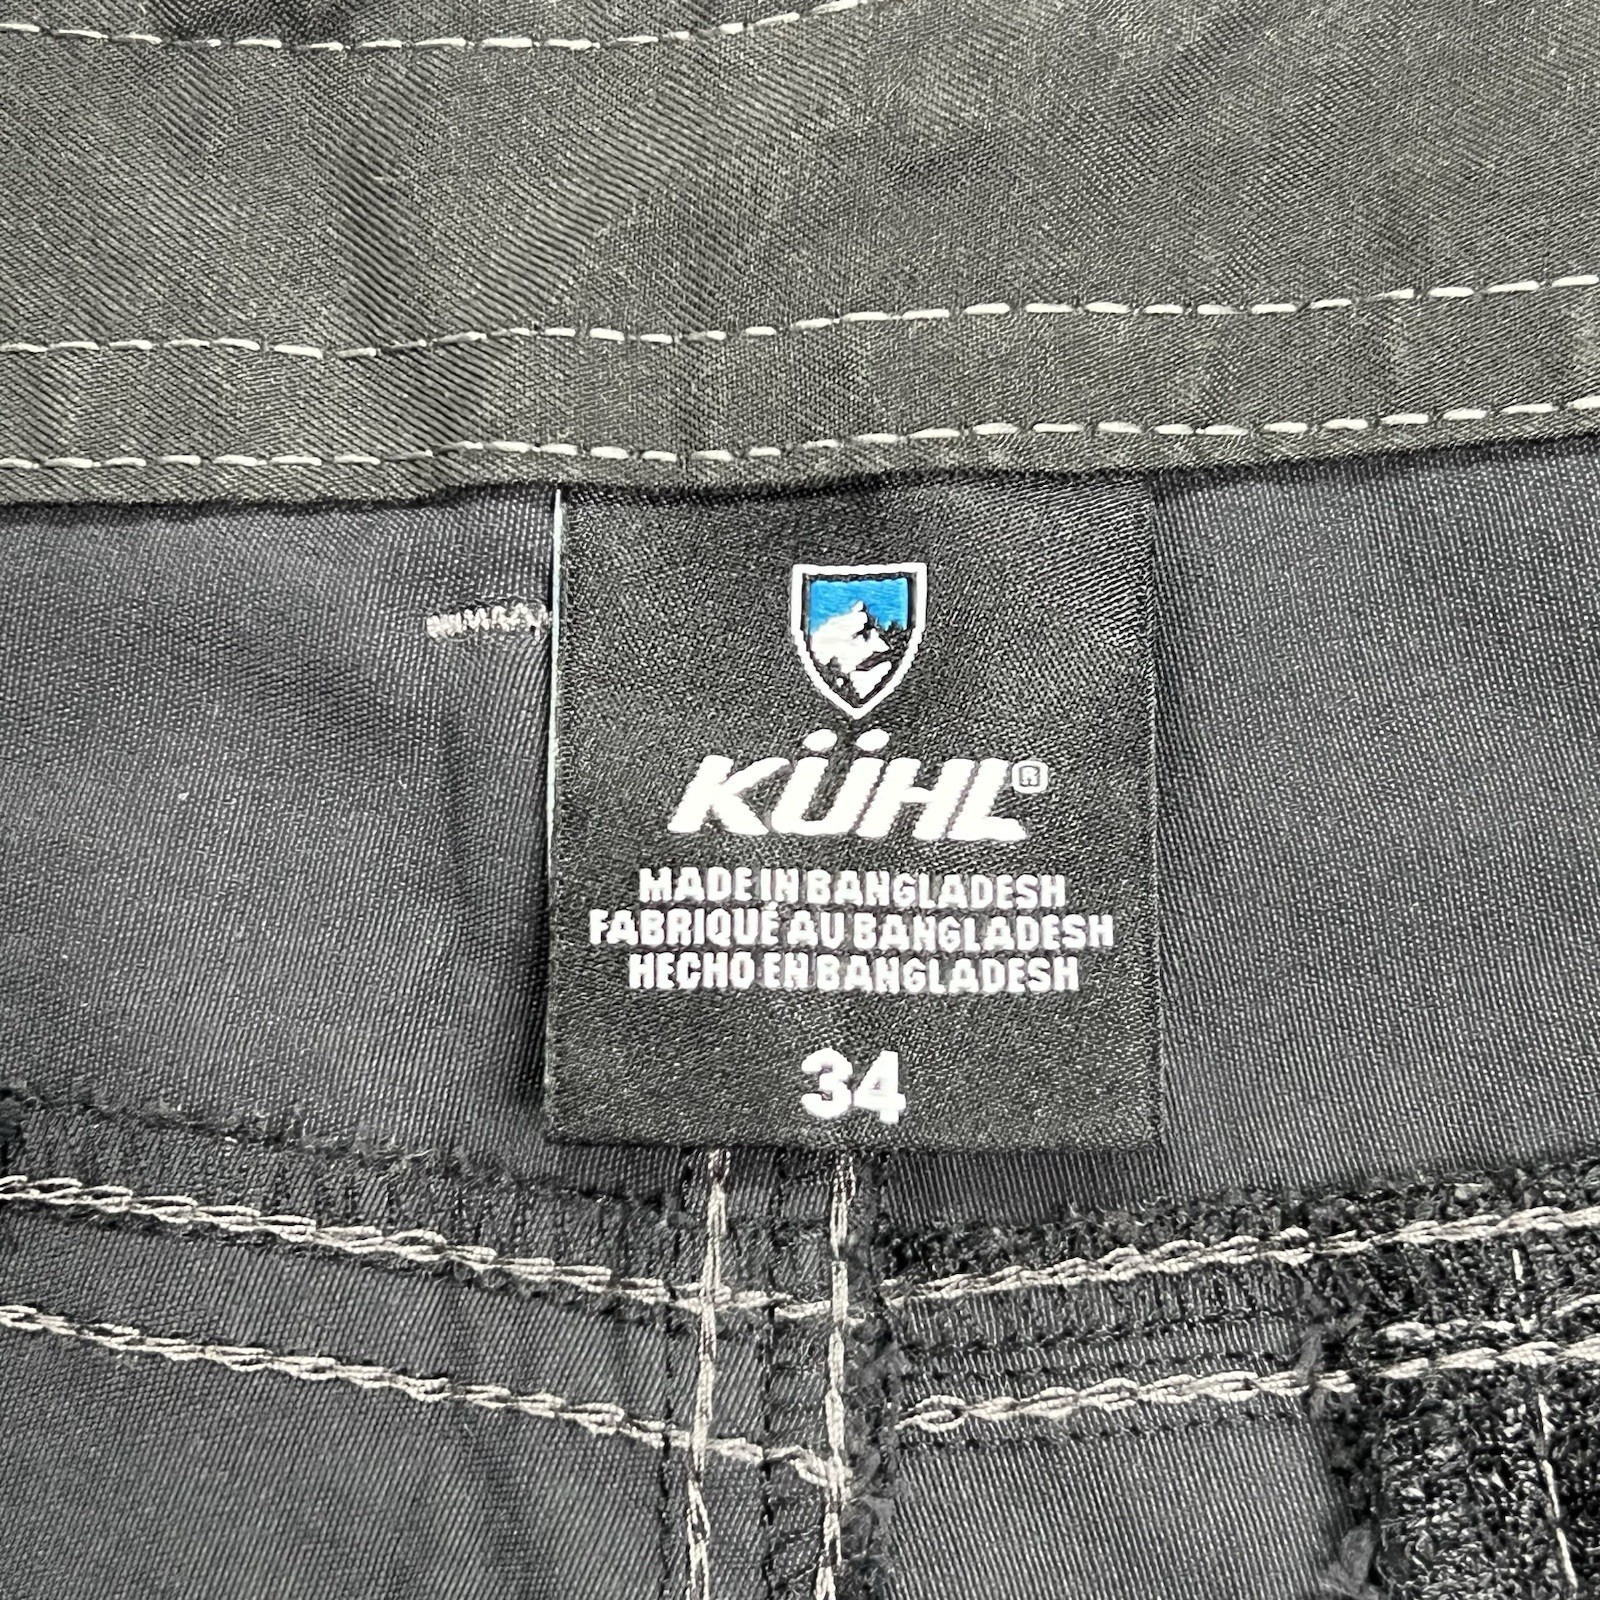 KÜHL®
MADE IN BANGLADESH
FABRIQUÉ AU BANGLADESH
HECHO EN BANGLADESH
34